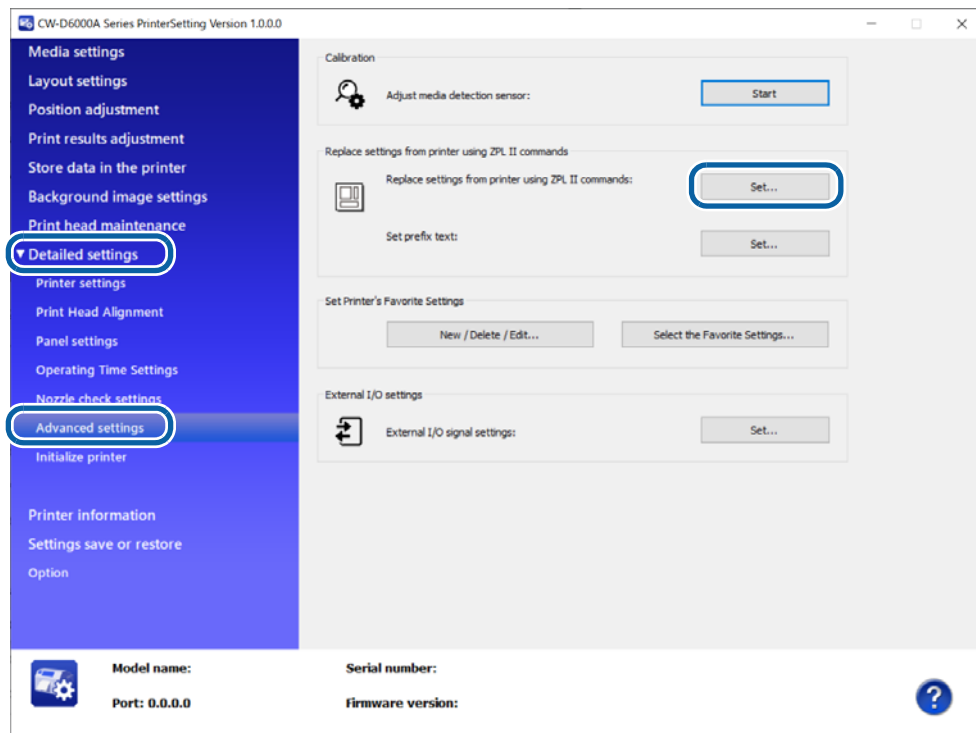 CW-D6000A Series PrinterSetting Version 1.0.0.0
Media settings
Layout settings
Position adjustment
Print results adjustment
Store data in the printer
Background image settings
Print head maintenance
▼ Detailed settings
Printer settings
Print Head Alignment
Panel settings
Operating Time Settings
Nozzle check settings
Advanced settings
Initialize printer
Printer information
Settings save or restore
Option
Calibration
Adjust media detection sensor:
Start
Replace settings from printer using ZPL II commands
Replace settings from printer using ZPL II commands:
Set...
Set prefix text:
Set...
Set Printer's Favorite Settings
New / Delete / Edit...
Select the Favorite Settings...
External I/O settings
External I/O signal settings:
Set...
Model name:
Serial number:
Port: 0.0.0.0
Firmware version:
?